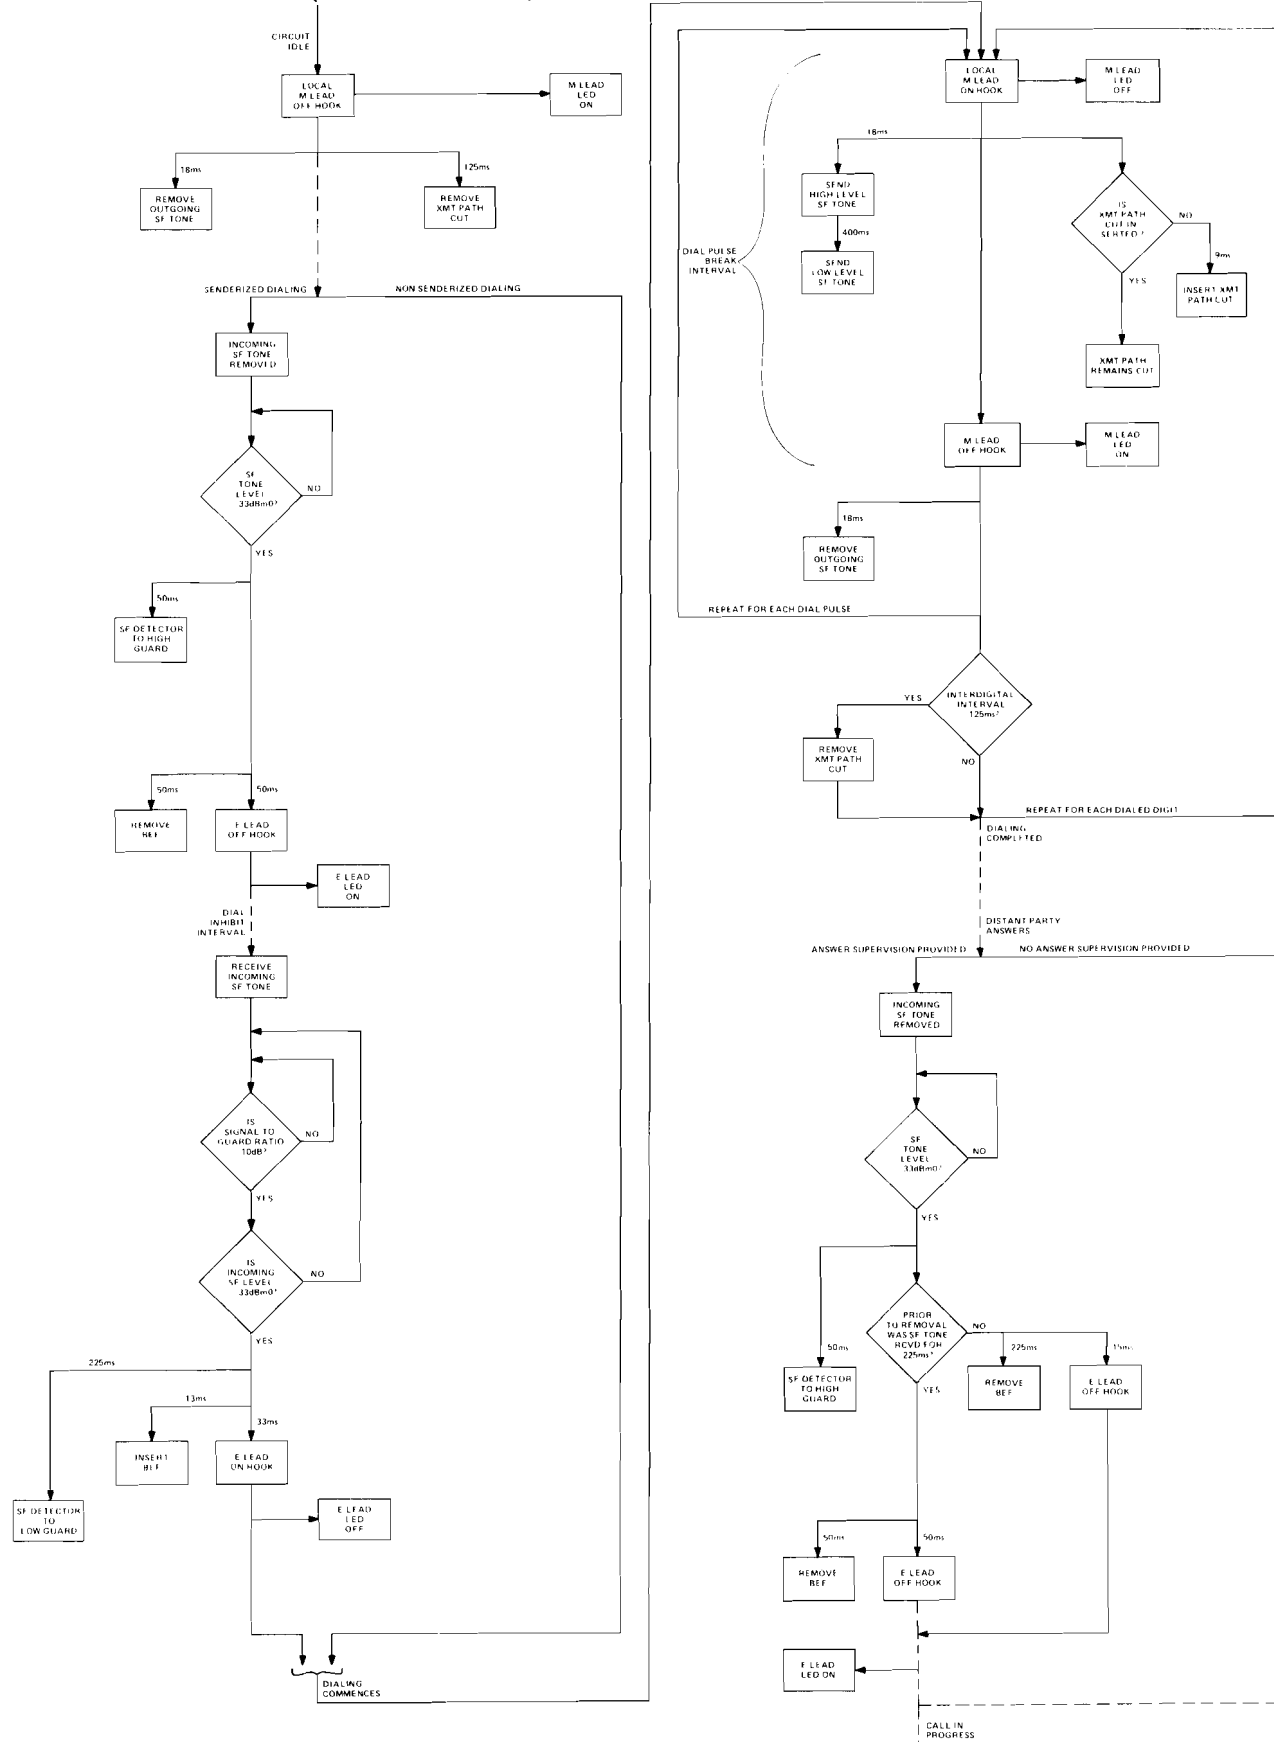 CIRCUIT
IDLE
LOCAL
M LEAD
OFF HOOK
M LEAD
LED
ON
18ms
125ms
REMOVE
OUTGOING
SF TONE
REMOVE
XMT PATH
CUT
SENDERIZED DIALING
NON SENDERIZED DIALING
INCOMING
SF TONE
REMOVED
SF
TONE
LEVEL
33dBm0?
NO
YES
50ms
SF DETECTOR
TO HIGH
GUARD
50ms
50ms
REMOVE
BEF
E LEAD
OFF HOOK
E LEAD
LED
ON
DIAL
INHIBIT
INTERVAL
RECEIVE
INCOMING
SF TONE
IS
SIGNAL TO
GUARD RATIO
10dB?
NO
YES
IS
INCOMING
SF LEVEL
33dBm0?
NO
YES
225ms
13ms
33ms
INSERT
BEF
E LEAD
ON HOOK
SF DETECTOR
TO
LOW GUARD
E LEAD
LED
OFF
DIALING
COMMENCES
LOCAL
M LEAD
ON HOOK
M LEAD
LED
OFF
18ms
SEND
HIGH LEVEL
SF TONE
400ms
SEND
LOW LEVEL
SF TONE
DIAL PULSE
BREAK
INTERVAL
IS
XMT PATH
CUT IN
SERTED?
NO
9ms
YES
INSERT XMT
PATH CUT
XMT PATH
REMAINS CUT
M LEAD
OFF HOOK
M LEAD
LED
ON
18ms
REMOVE
OUTGOING
SF TONE
REPEAT FOR EACH DIAL PULSE
INTERDIGITAL
INTERVAL
125ms?
YES
NO
REMOVE
XMT PATH
CUT
REPEAT FOR EACH DIALED DIGIT
DIALING
COMPLETED
DISTANT PARTY
ANSWERS
ANSWER SUPERVISION PROVIDED
NO ANSWER SUPERVISION PROVIDED
INCOMING
SF TONE
REMOVED
SF
TONE
LEVEL
33dBm0?
NO
YES
PRIOR
TO REMOVAL
WAS SF TONE
RCVD FOR
225ms?
NO
50ms
225ms
15ms
SF DETECTOR
TO HIGH
GUARD
REMOVE
BEF
E LEAD
OFF HOOK
YES
50ms
50ms
REMOVE
BEF
E LEAD
OFF HOOK
E LEAD
LED ON
CALL IN
PROGRESS